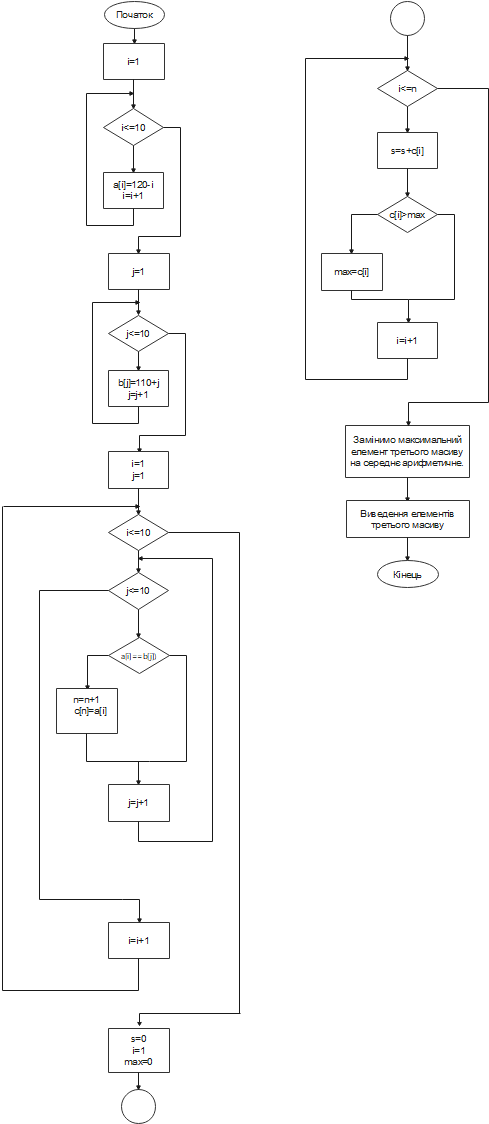 Початок
i=1
i<=10
a[i]=120-i
i=i+1
j=1
j<=10
b[j]=110+j
j=j+1
i=1
j=1
i<=10
j<=10
a[i]==b[j])
n=n+1
c[n]=a[i]
j=j+1
i=i+1
s=0
i=1
max=0
i<=n
s=s+c[i]
c[i]>max
max=c[i]
i=i+1
Замінимо максимальний
елемент третього масиву
на середнє арифметичне.
Виведення елементів
третього масиву
Кінець